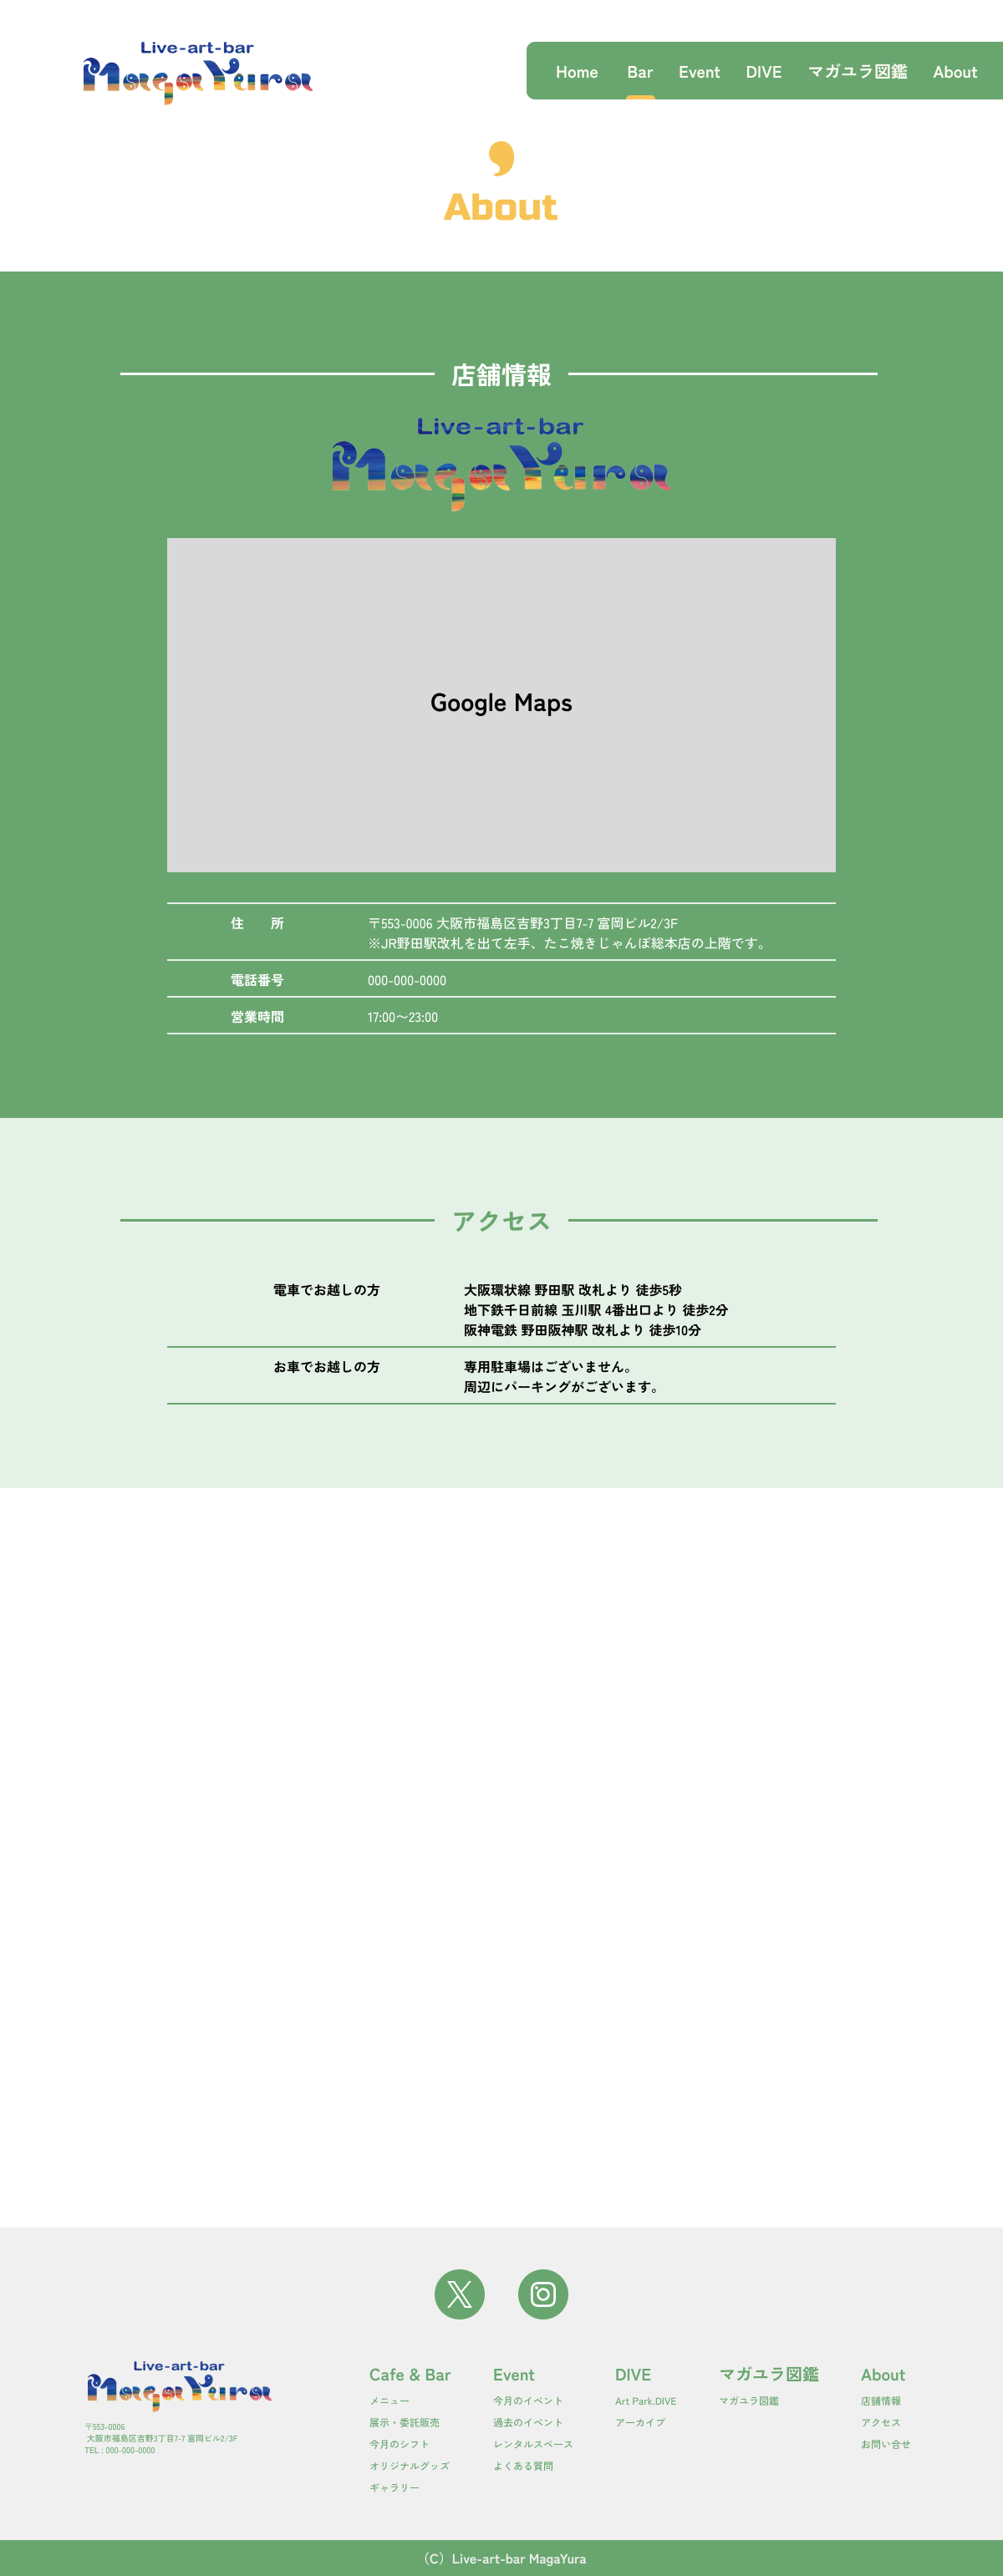 Live-art-bar
MagaYura
Home Bar Event DIVE マガユラ図鑑 About
About
店舗情報
Live-art-bar
MagaYura
Google Maps
住　所 〒553-0006 大阪市福島区吉野3丁目7-7 富岡ビル2/3F
※JR野田駅改札を出て左手、たこ焼きじゃんぼ総本店の上階です。
電話番号 000-000-0000
営業時間 17:00〜23:00
アクセス
電車でお越しの方 大阪環状線 野田駅 改札より 徒歩5秒
地下鉄千日前線 玉川駅 4番出口より 徒歩2分
阪神電鉄 野田阪神駅 改札より 徒歩10分
お車でお越しの方 専用駐車場はございません。
周辺にパーキングがございます。
Live-art-bar
MagaYura
〒553-0006
大阪市福島区吉野3丁目7-7 富岡ビル2/3F
TEL : 000-000-0000
Cafe & Bar
メニュー
展示・委託販売
今月のシフト
オリジナルグッズ
ギャラリー
Event
今月のイベント
過去のイベント
レンタルスペース
よくある質問
DIVE
Art Park.DIVE
アーカイブ
マガユラ図鑑
マガユラ図鑑
About
店舗情報
アクセス
お問い合せ
（C）Live-art-bar MagaYura